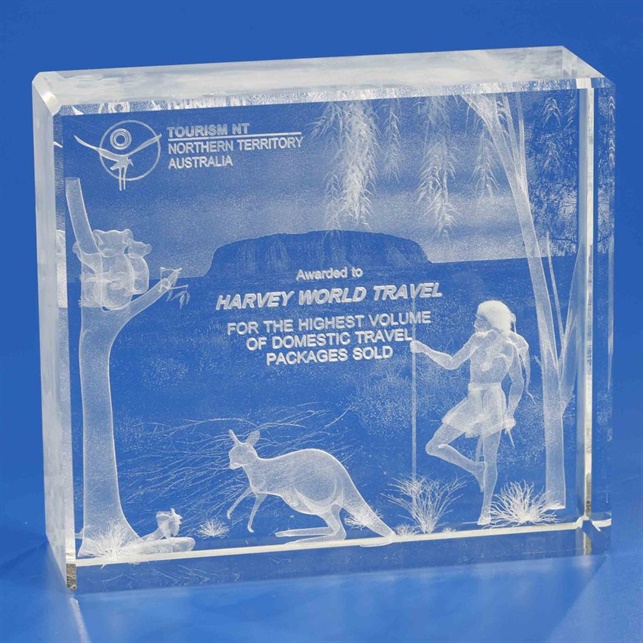 TOURISM NT
NORTHERN TERRITORY
AUSTRALIA
Awarded to
HARVEY WORLD TRAVEL
FOR THE HIGHEST VOLUME
OF DOMESTIC TRAVEL
PACKAGES SOLD